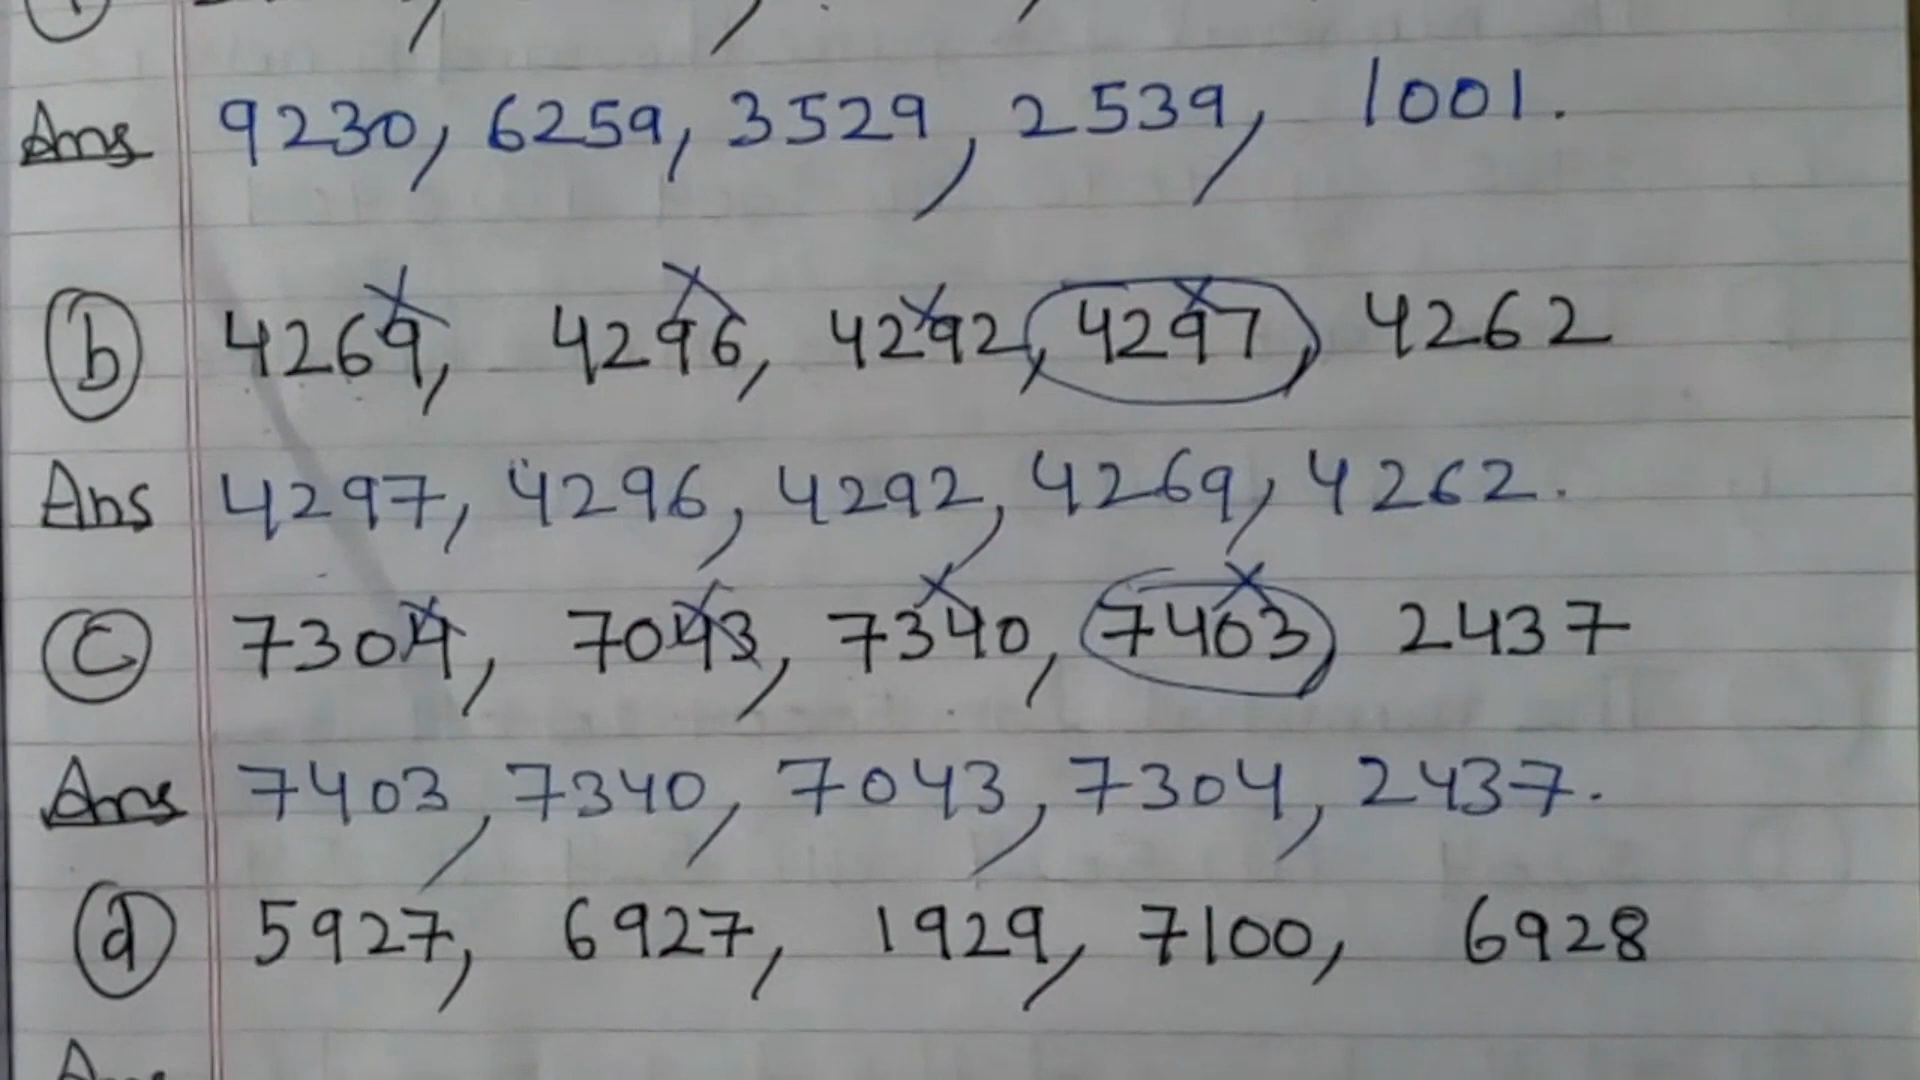 Ans 9230, 6259, 3529, 2539, 1001.
b 4269, 4296, 4292, 4297, 4262
Ans 4297, 4296, 4292, 4269, 4262.
c 7304, 7043, 7340, 7403, 2437
Ans 7403, 7340, 7043, 7304, 2437.
d 5927, 6927, 1929, 7100, 6928